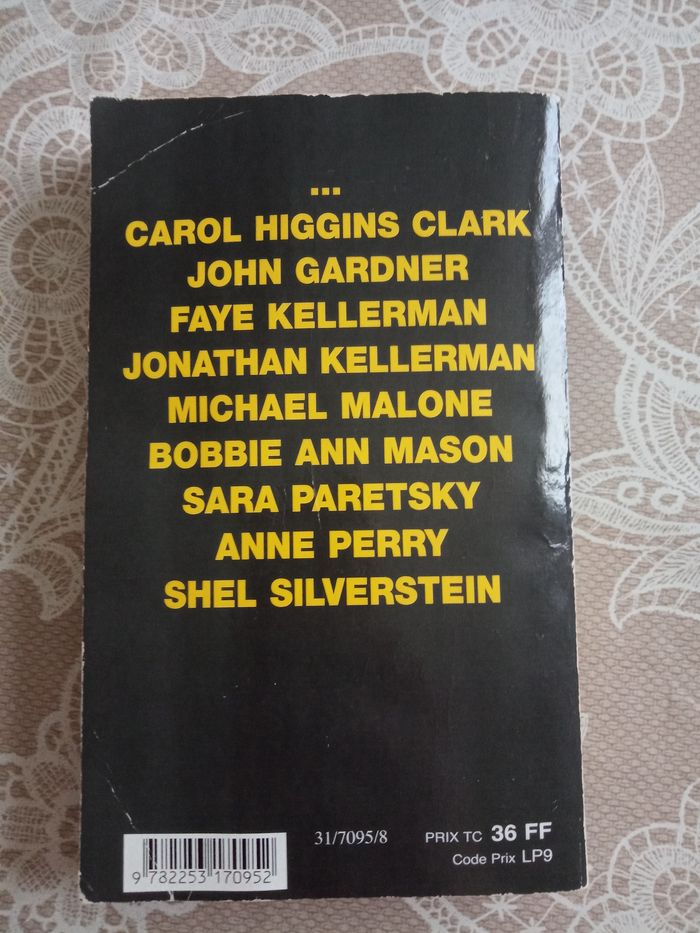 ...
CAROL HIGGINS CLARK
JOHN GARDNER
FAYE KELLERMAN
JONATHAN KELLERMAN
MICHAEL MALONE
BOBBIE ANN MASON
SARA PARETSKY
ANNE PERRY
SHEL SILVERSTEIN
31/7095/8
PRIX TC 36 FF
Code Prix LP9
9 782253 170952